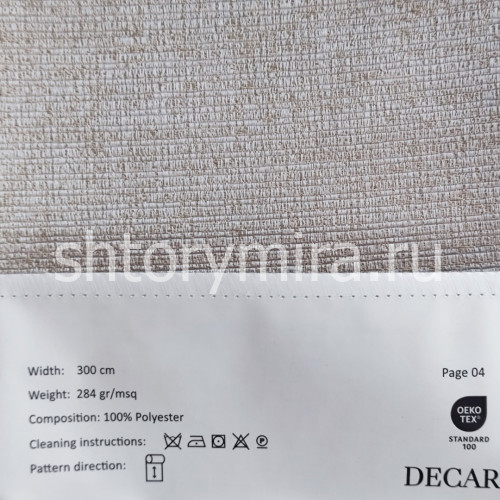 shtorymira.ru
Width: 300 cm
Page 04
Weight: 284 gr/msq
Composition: 100% Polyester
Cleaning instructions:
Pattern direction:
OEKO
TEX®
STANDARD
100
DECAR